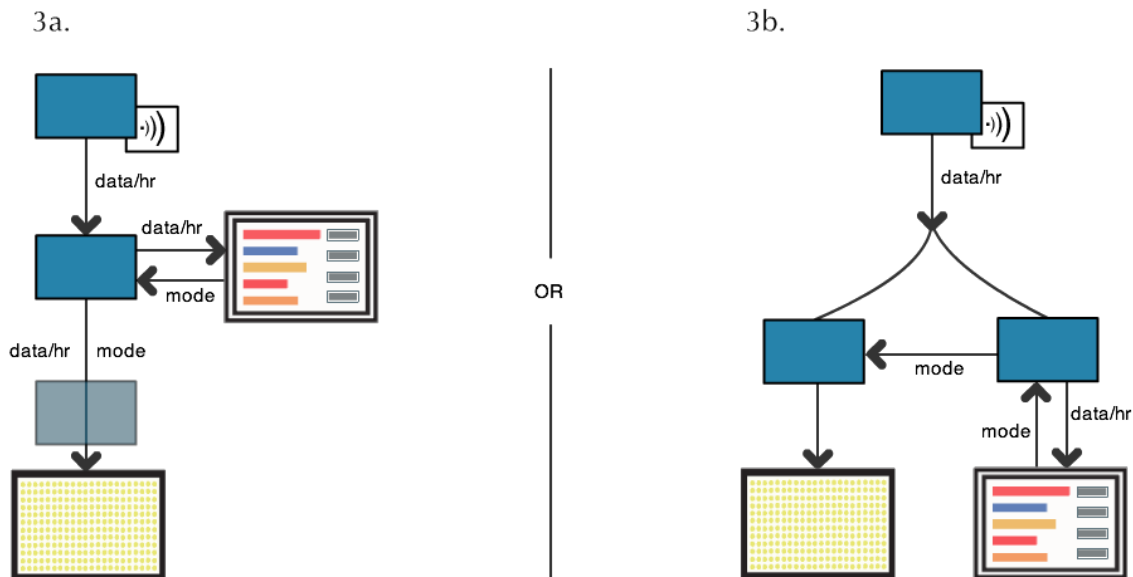 3a.
data/hr
data/hr
mode
data/hr
mode
OR
3b.
data/hr
mode
mode
data/hr